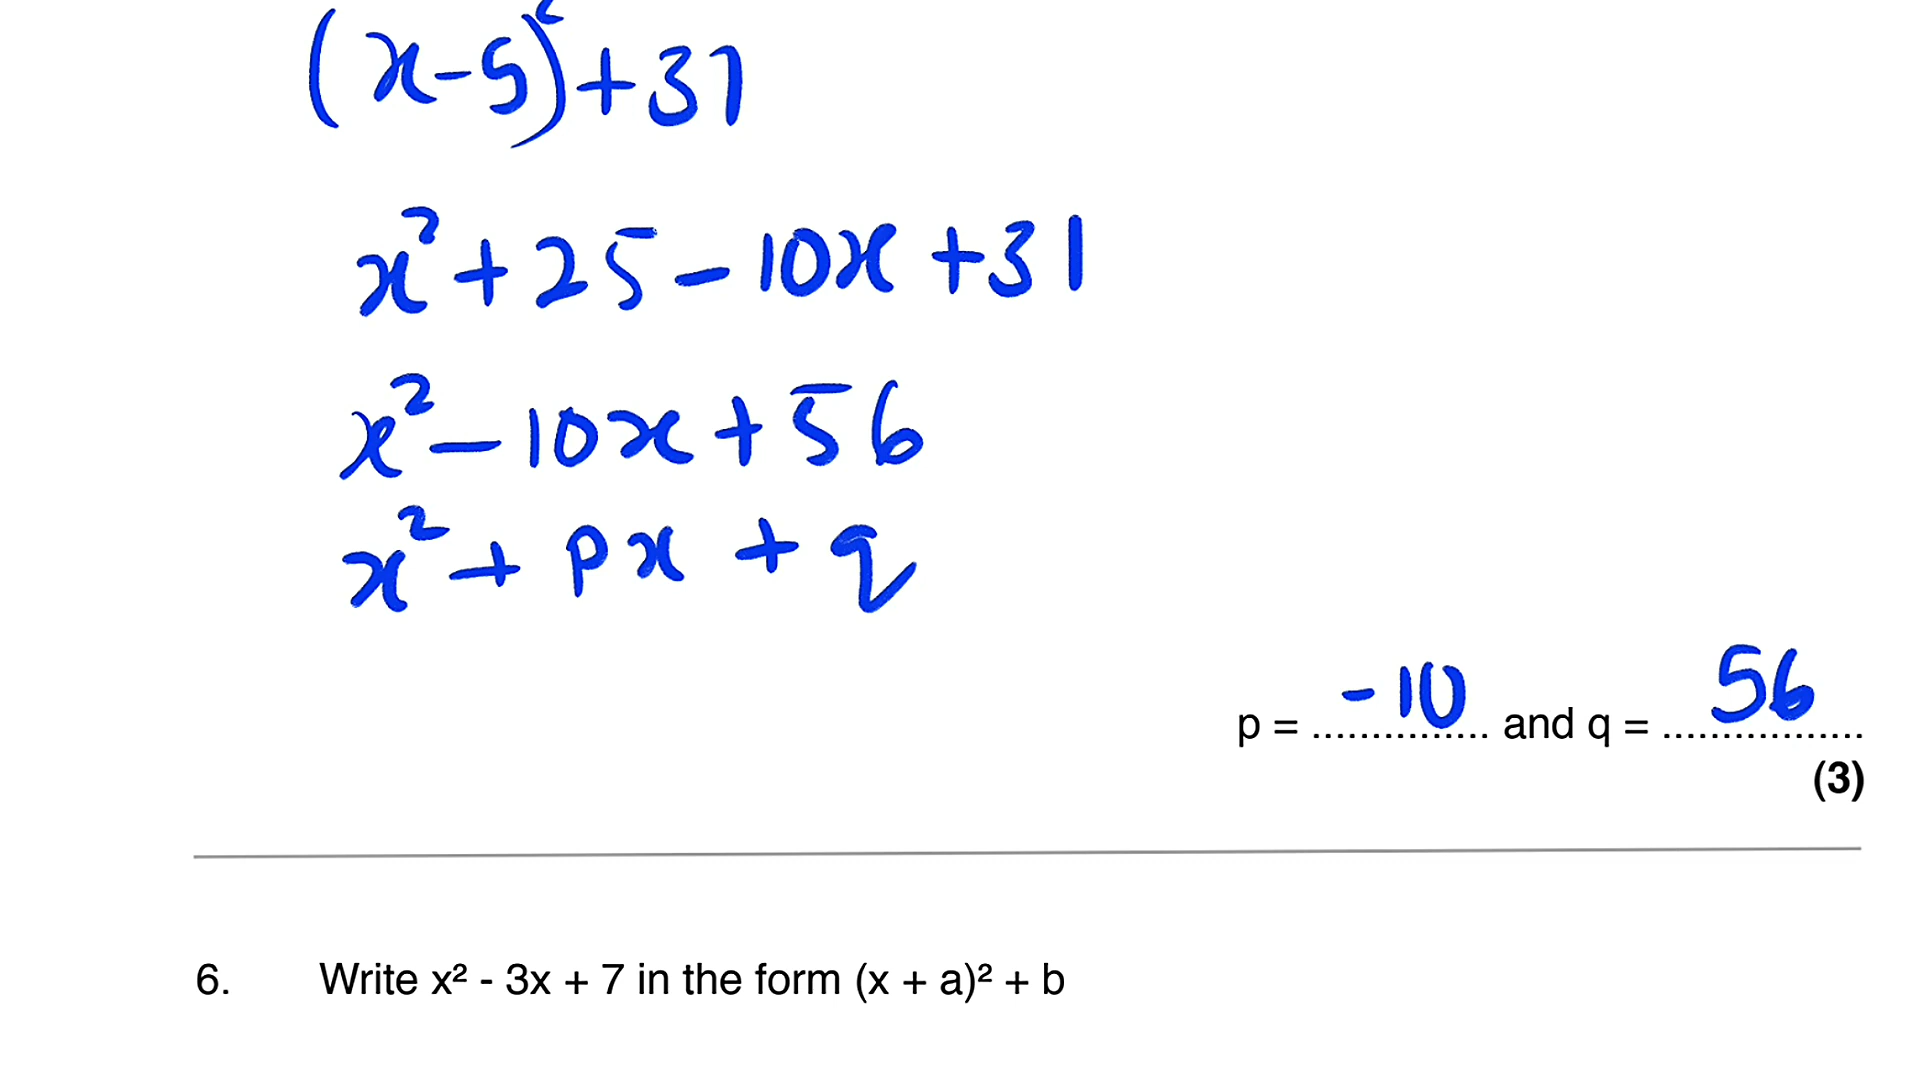 (x-5)²+31
x²+25-10x+31
x²-10x+56
x²+px+q
p = -10 and q = 56
(3)
6. Write x² - 3x + 7 in the form (x + a)² + b